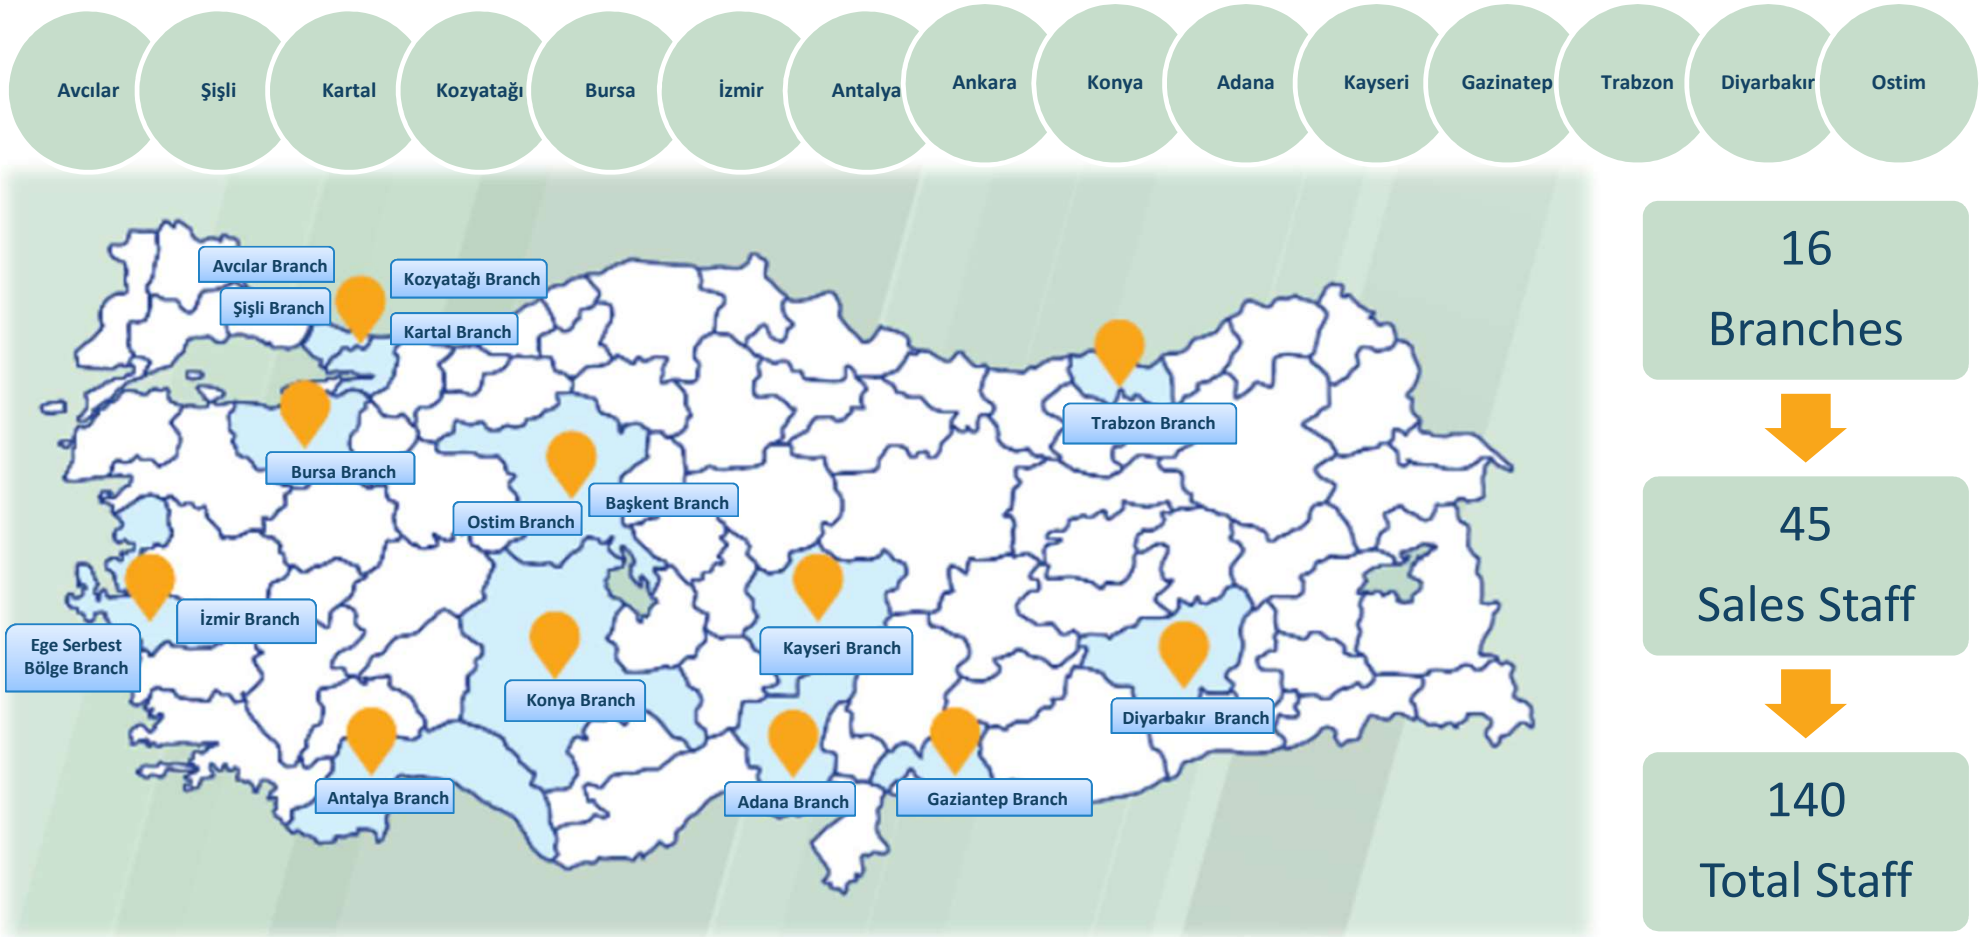 Avcılar
Şişli
Kartal
Kozyatağı
Bursa
İzmir
Antalya
Ankara
Konya
Adana
Kayseri
Gazinatep
Trabzon
Diyarbakır
Ostim
Avcılar Branch
Kozyatağı Branch
Şişli Branch
Kartal Branch
Trabzon Branch
Bursa Branch
Başkent Branch
Ostim Branch
İzmir Branch
Ege Serbest
Bölge Branch
Kayseri Branch
Konya Branch
Diyarbakır Branch
Antalya Branch
Adana Branch
Gaziantep Branch
16
Branches
45
Sales Staff
140
Total Staff